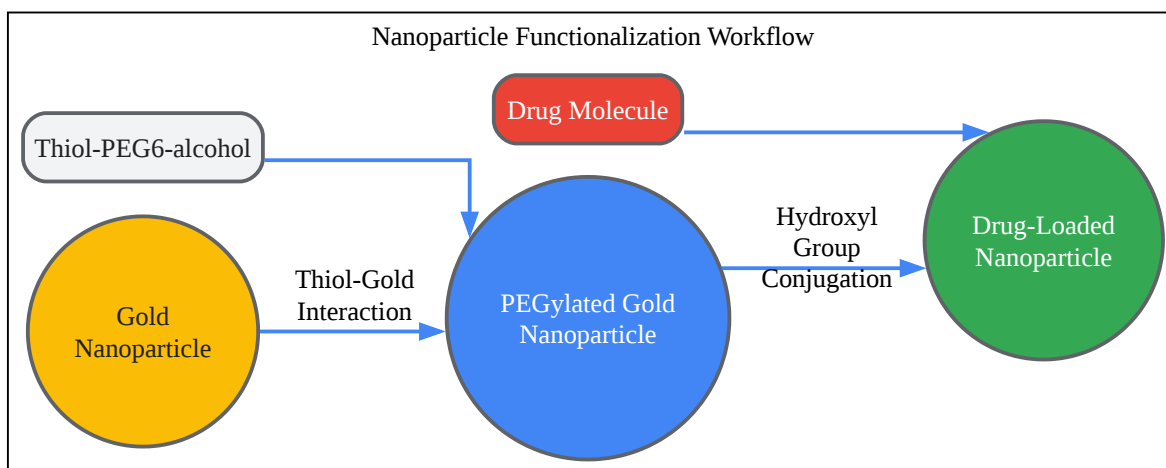 Nanoparticle Functionalization Workflow
Drug Molecule
Thiol-PEG6-alcohol
Gold
Nanoparticle
Thiol-Gold
Interaction
PEGylated Gold
Nanoparticle
Hydroxyl
Group
Conjugation
Drug-Loaded
Nanoparticle